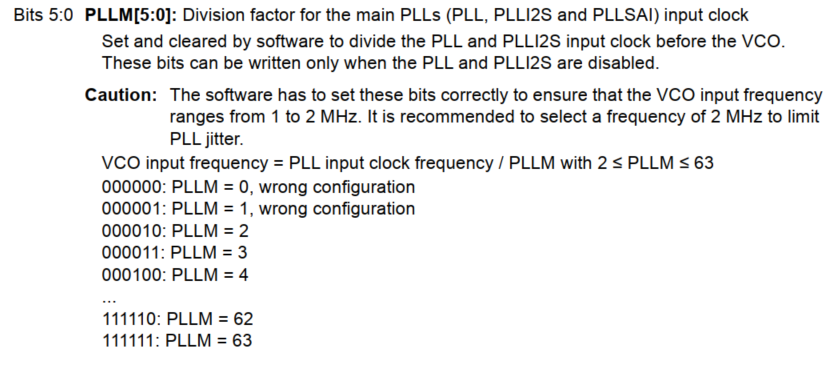 Bits 5:0 PLLM[5:0]: Division factor for the main PLLs (PLL, PLLI2S and PLLSAI) input clock
Set and cleared by software to divide the PLL and PLLI2S input clock before the VCO.
These bits can be written only when the PLL and PLLI2S are disabled.
Caution: The software has to set these bits correctly to ensure that the VCO input frequency
ranges from 1 to 2 MHz. It is recommended to select a frequency of 2 MHz to limit
PLL jitter.
VCO input frequency = PLL input clock frequency / PLLM with 2 ≤ PLLM ≤ 63
000000: PLLM = 0, wrong configuration
000001: PLLM = 1, wrong configuration
000010: PLLM = 2
000011: PLLM = 3
000100: PLLM = 4
...
111110: PLLM = 62
111111: PLLM = 63